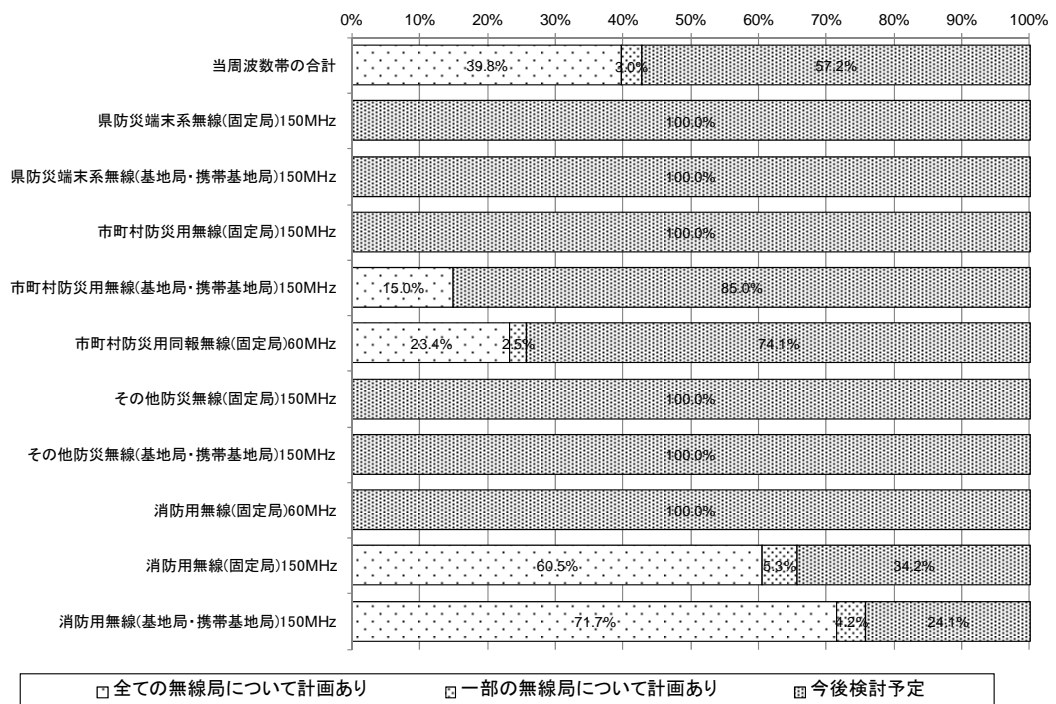 0% 10% 20% 30% 40% 50% 60% 70% 80% 90% 100%
当周波数帯の合計 39.8% 3.0% 57.2%
県防災端末系無線(固定局)150MHz 100.0%
県防災端末系無線(基地局・携帯基地局)150MHz 100.0%
市町村防災用無線(固定局)150MHz 100.0%
市町村防災用無線(基地局・携帯基地局)150MHz 15.0% 85.0%
市町村防災用同報無線(固定局)60MHz 23.4% 2.5% 74.1%
その他防災無線(固定局)150MHz 100.0%
その他防災無線(基地局・携帯基地局)150MHz 100.0%
消防用無線(固定局)60MHz 100.0%
消防用無線(固定局)150MHz 60.5% 5.3% 34.2%
消防用無線(基地局・携帯基地局)150MHz 71.7% 4.2% 24.1%
全ての無線局について計画あり 一部の無線局について計画あり 今後検討予定